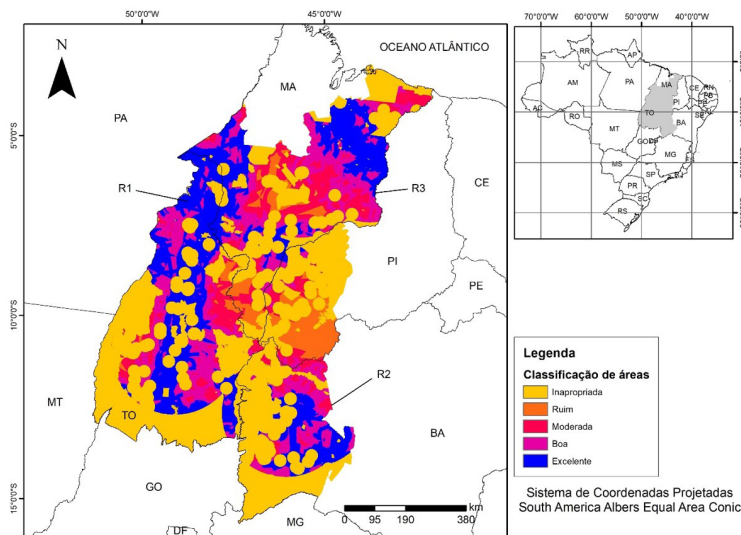 50°0'0"O
45°0'0"O
N
OCEANO ATLÂNTICO
MA
PA
5°0'0"S
R1
R3
CE
PI
PE
10°0'0"S
R2
MT
TO
BA
GO
15°0'0"S
DF
MG
km
0 95 190 380
70°0'0"O 60°0'0"O 50°0'0"O 40°0'0"O
RR
AP
AM
PA
MA
CE
RN
PB
PI
AC
TO
RO
BA
MT
GO
DF
MG
ES
MS
SP
PR
SC
RS
Legenda
Classificação de áreas
Inapropriada
Ruim
Moderada
Boa
Excelente
Sistema de Coordenadas Projetadas
South America Albers Equal Area Conic